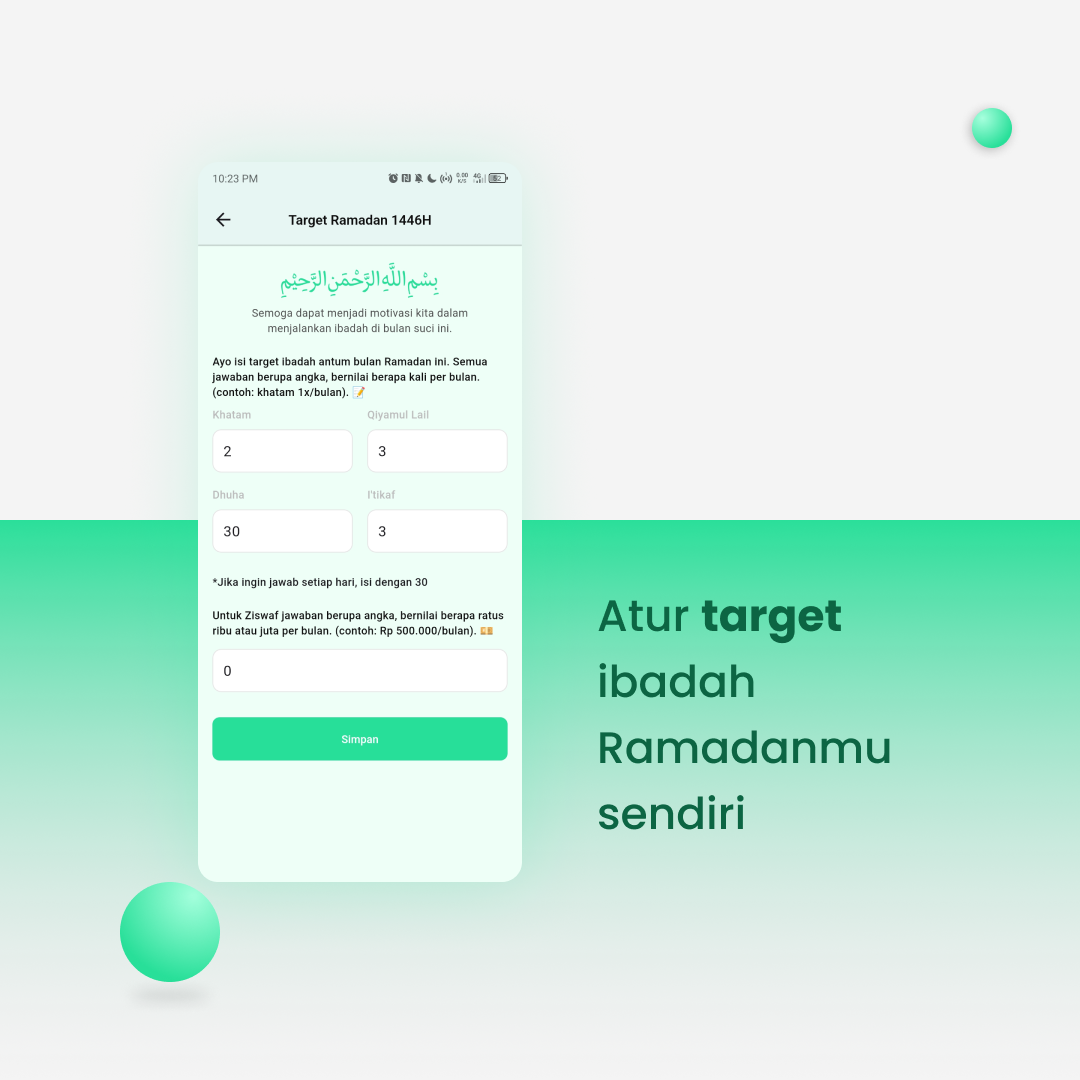 10:23 PM
0.00
K/S
4G
52
Target Ramadan 1446H
بِسْمِ اللَّهِ الرَّحْمَنِ الرَّحِيْمِ
Semoga dapat menjadi motivasi kita dalam
menjalankan ibadah di bulan suci ini.
Ayo isi target ibadah antum bulan Ramadan ini. Semua
jawaban berupa angka, bernilai berapa kali per bulan.
(contoh: khatam 1x/bulan). 📝
Khatam
Qiyamul Lail
2
3
Dhuha
I'tikaf
30
3
*Jika ingin jawab setiap hari, isi dengan 30
Untuk Ziswaf jawaban berupa angka, bernilai berapa ratus
ribu atau juta per bulan. (contoh: Rp 500.000/bulan). 💴
0
Simpan
Atur target
ibadah
Ramadanmu
sendiri